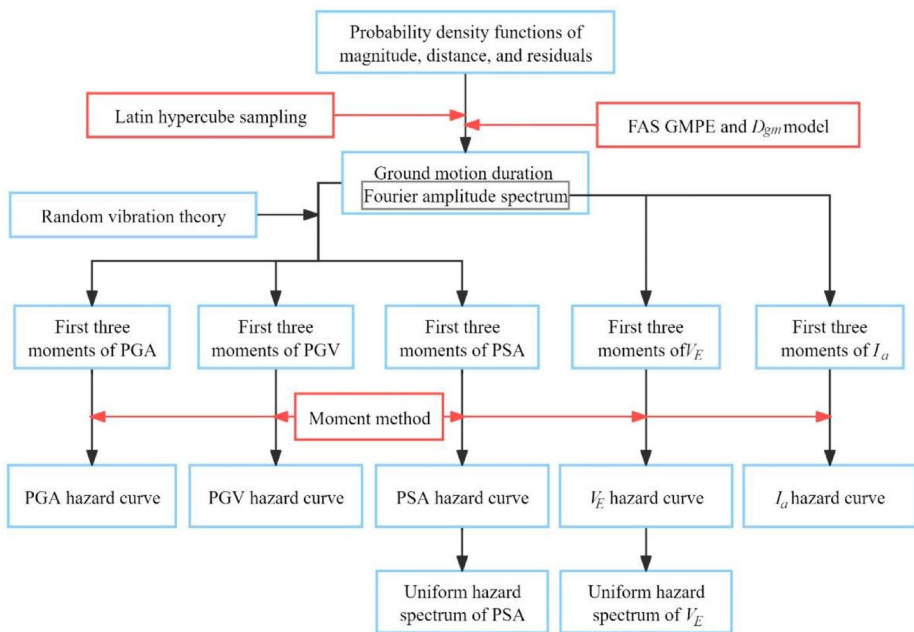 Probability density functions of
magnitude, distance, and residuals
Latin hypercube sampling
FAS GMPE and Dgm model
Ground motion duration
Fourier amplitude spectrum
Random vibration theory
First three
moments of PGA
First three
moments of PGV
First three
moments of PSA
First three
moments of VE
First three
moments of Ia
Moment method
PGA hazard curve
PGV hazard curve
PSA hazard curve
VE hazard curve
Ia hazard curve
Uniform hazard
spectrum of PSA
Uniform hazard
spectrum of VE